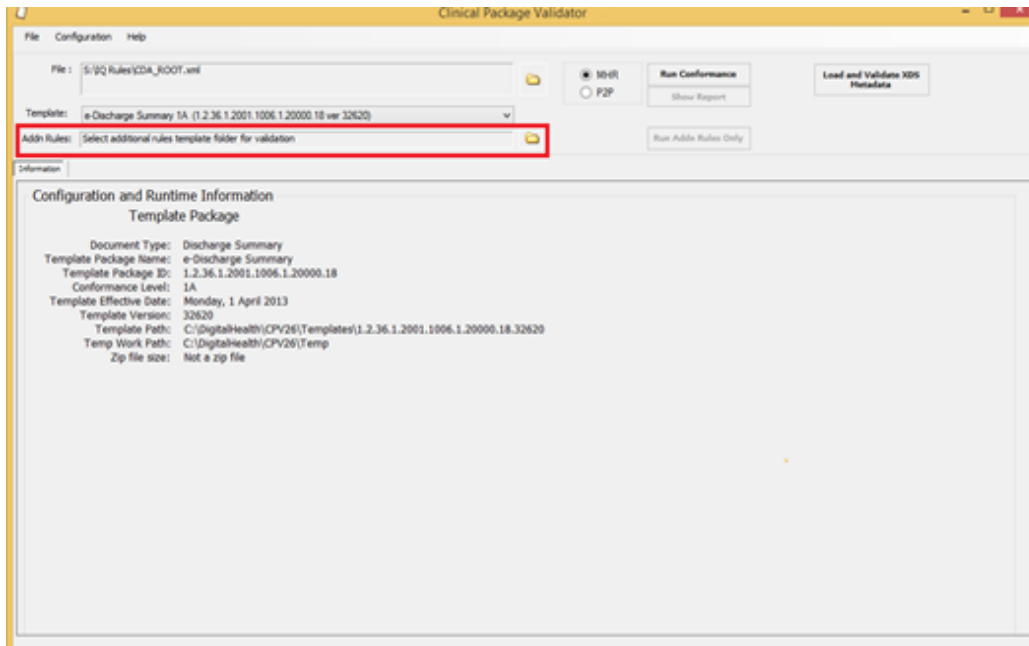 Clinical Package Validator
File Configuration Help
File : S:\IQ Rules\CDA_ROOT.xml
MHR
P2P
Run Conformance
Show Report
Load and Validate XDS
Metadata
Template: e-Discharge Summary 1A (1.2.36.1.2001.1006.1.20000.18 ver 32620)
Addn Rules: Select additional rules template folder for validation
Run Addn Rules Only
Information
Configuration and Runtime Information
Template Package
Document Type: Discharge Summary
Template Package Name: e-Discharge Summary
Template Package ID: 1.2.36.1.2001.1006.1.20000.18
Conformance Level: 1A
Template Effective Date: Monday, 1 April 2013
Template Version: 32620
Template Path: C:\DigitalHealth\CPV26\Templates\1.2.36.1.2001.1006.1.20000.18.32620
Temp Work Path: C:\DigitalHealth\CPV26\Temp
Zip file size: Not a zip file